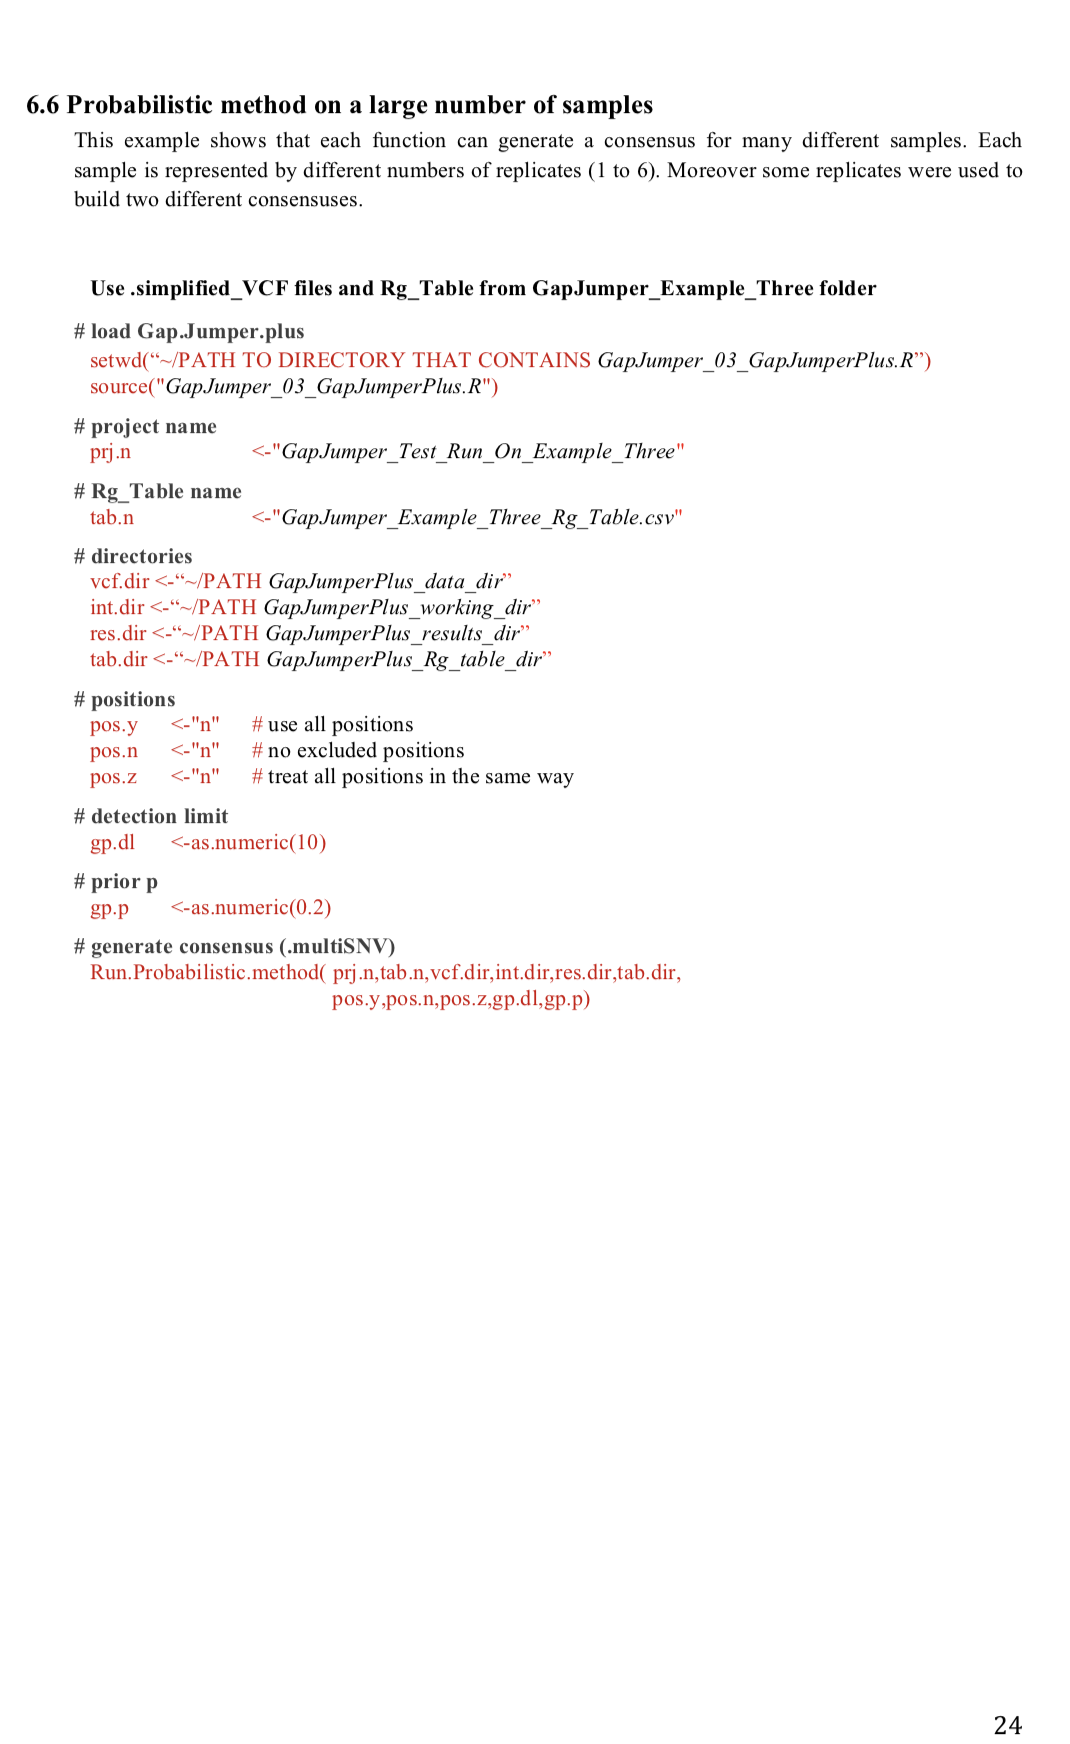 6.6 Probabilistic method on a large number of samples
This example shows that each function can generate a consensus for many different samples. Each
sample is represented by different numbers of replicates (1 to 6). Moreover some replicates were used to
build two different consensuses.
Use .simplified_VCF files and Rg_Table from GapJumper_Example_Three folder
# load Gap.Jumper.plus
setwd(“~/PATH TO DIRECTORY THAT CONTAINS GapJumper_03_GapJumperPlus.R”)
source("GapJumper_03_GapJumperPlus.R")
# project name
prj.n <-"GapJumper_Test_Run_On_Example_Three"
# Rg_Table name
tab.n <-"GapJumper_Example_Three_Rg_Table.csv"
# directories
vcf.dir <-“~/PATH GapJumperPlus_data_dir”
int.dir <-“~/PATH GapJumperPlus_working_dir”
res.dir <-“~/PATH GapJumperPlus_results_dir”
tab.dir <-“~/PATH GapJumperPlus_Rg_table_dir”
# positions
pos.y <-"n" # use all positions
pos.n <-"n" # no excluded positions
pos.z <-"n" # treat all positions in the same way
# detection limit
gp.dl <-as.numeric(10)
# prior p
gp.p <-as.numeric(0.2)
# generate consensus (.multiSNV)
Run.Probabilistic.method( prj.n,tab.n,vcf.dir,int.dir,res.dir,tab.dir,
pos.y,pos.n,pos.z,gp.dl,gp.p)
24